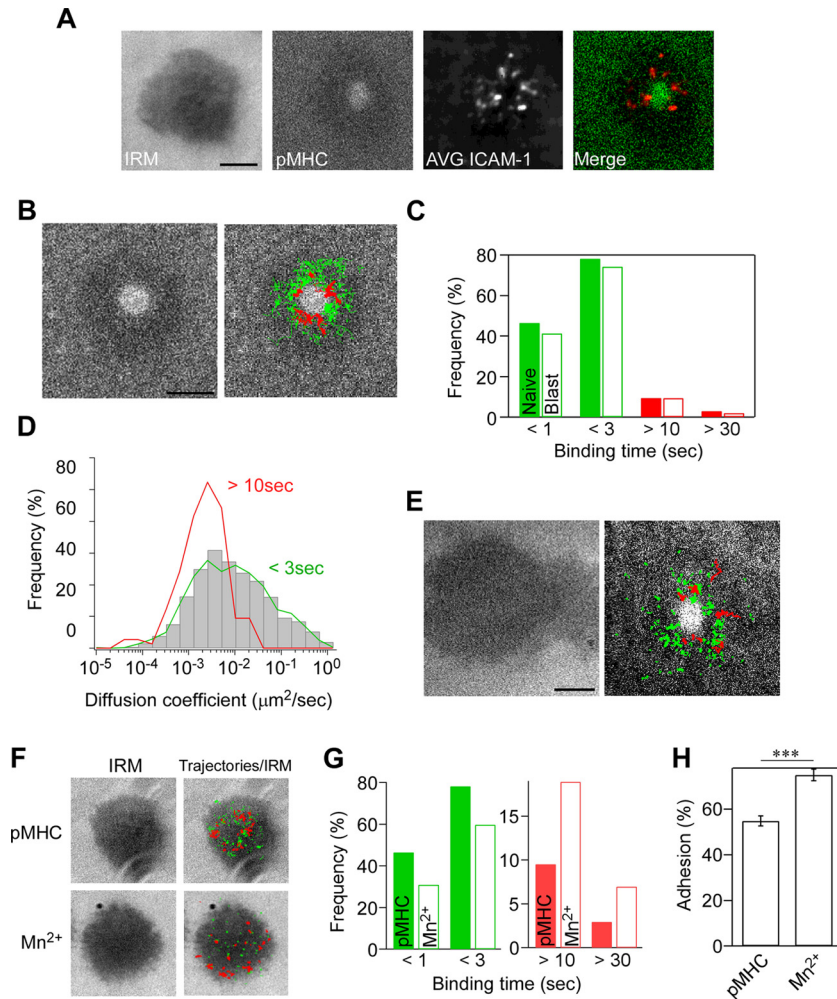 A
IRM
pMHC
AVG ICAM-1
Merge
B
C
Frequency (%)
80
60
40
20
0
Naive
Blast
< 1
< 3
> 10
> 30
Binding time (sec)
D
Frequency (%)
80
60
40
20
0
> 10sec
< 3sec
10-5
10-4
10-3
10-2
10-1
100
Diffusion coefficient (μm2/sec)
E
F
IRM
Trajectories/IRM
pMHC
Mn2+
G
Frequency (%)
80
60
40
20
0
pMHC
Mn2+
< 1
< 3
15
10
5
0
pMHC
Mn2+
> 10
> 30
Binding time (sec)
H
***
Adhesion (%)
60
40
20
0
pMHC
Mn2+